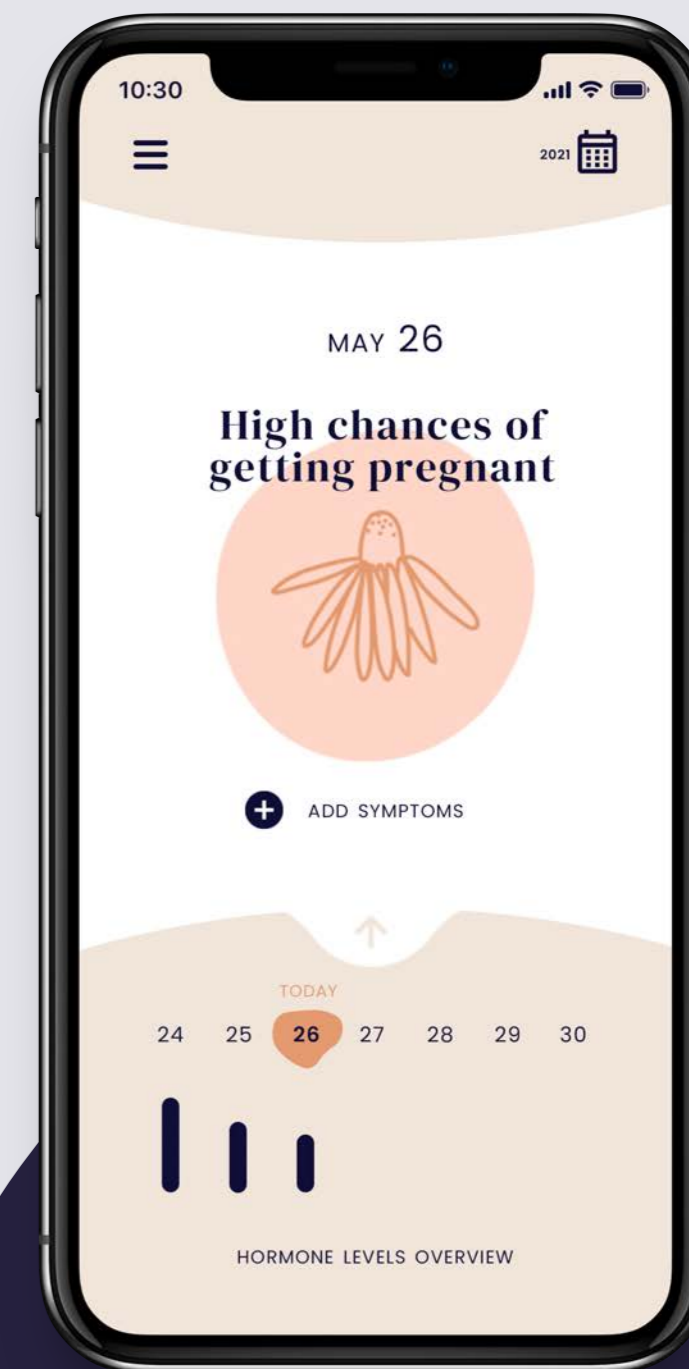 10:30
2021
MAY 26
High chances of
getting pregnant
ADD SYMPTOMS
TODAY
24 25 26 27 28 29 30
HORMONE LEVELS OVERVIEW